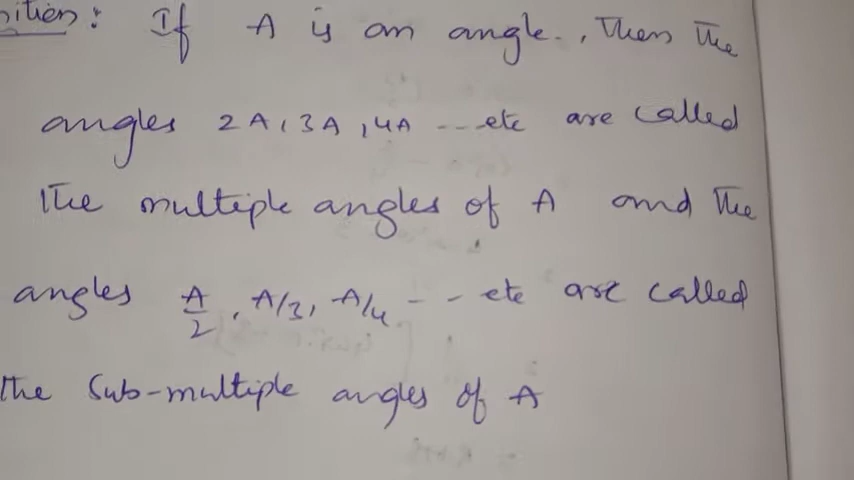 nition: If A is an angle., Then the
angles 2A, 3A, 4A ---etc are called
The multiple angles of A and The
angles A/2, A/3, A/4 - - etc are called
The Sub-multiple angles of A